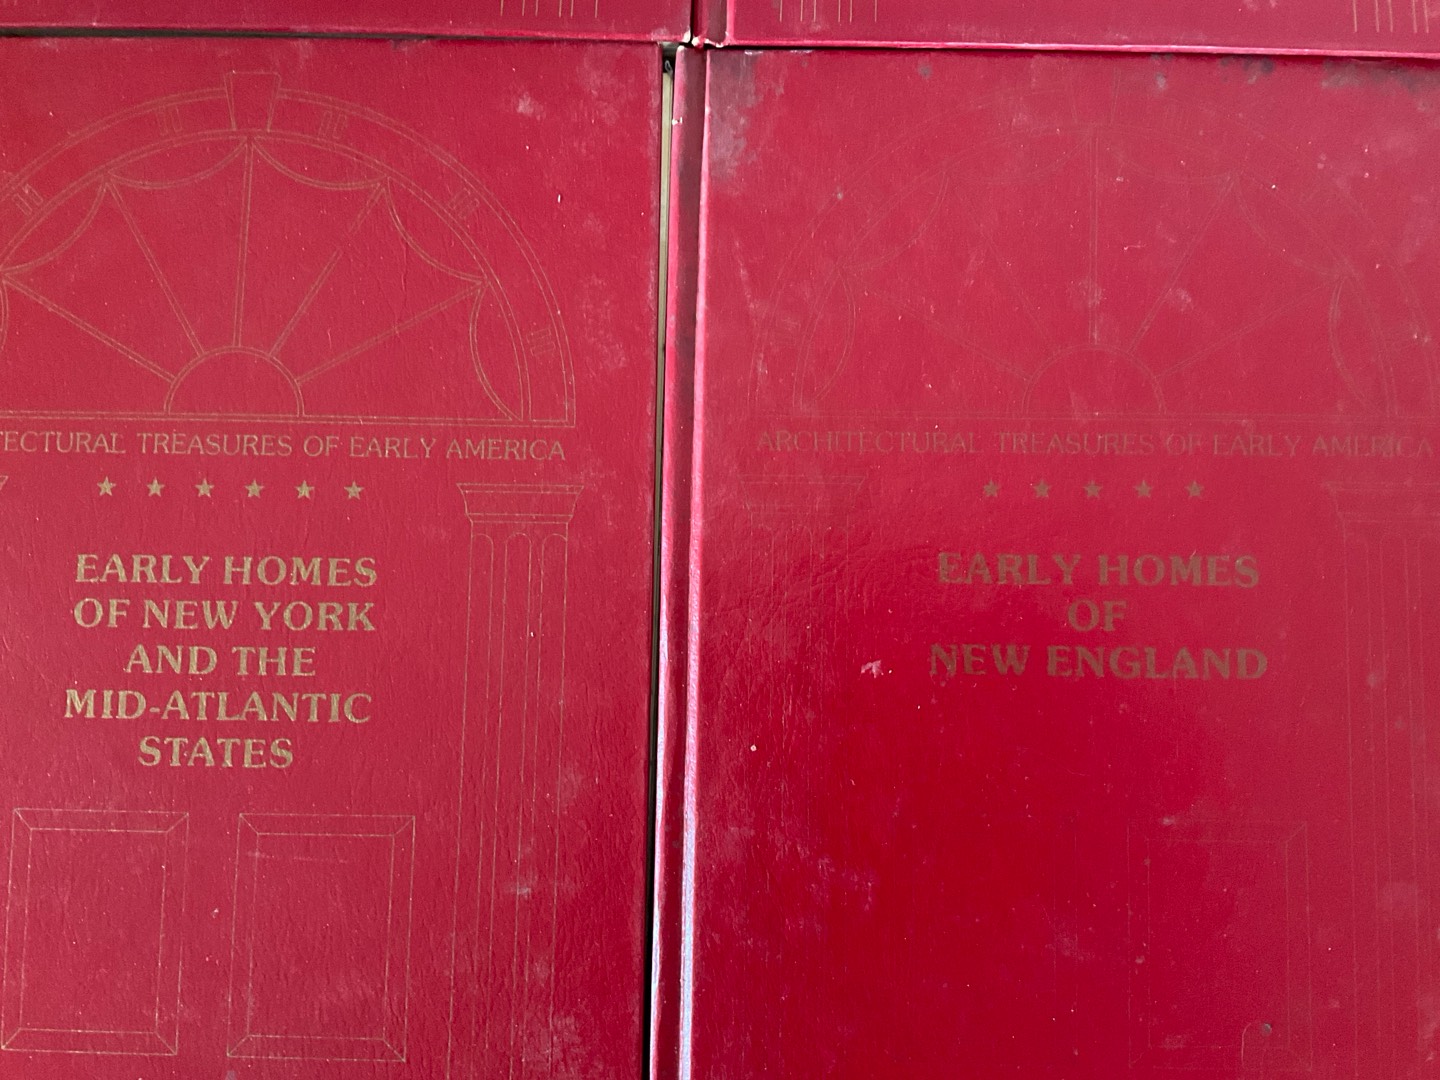 TECTURAL TREASURES OF EARLY AMERICA
EARLY HOMES
OF NEW YORK
AND THE
MID-ATLANTIC
STATES
ARCHITECTURAL TREASURES OF EARLY AMERICA
EARLY HOMES
OF
NEW ENGLAND